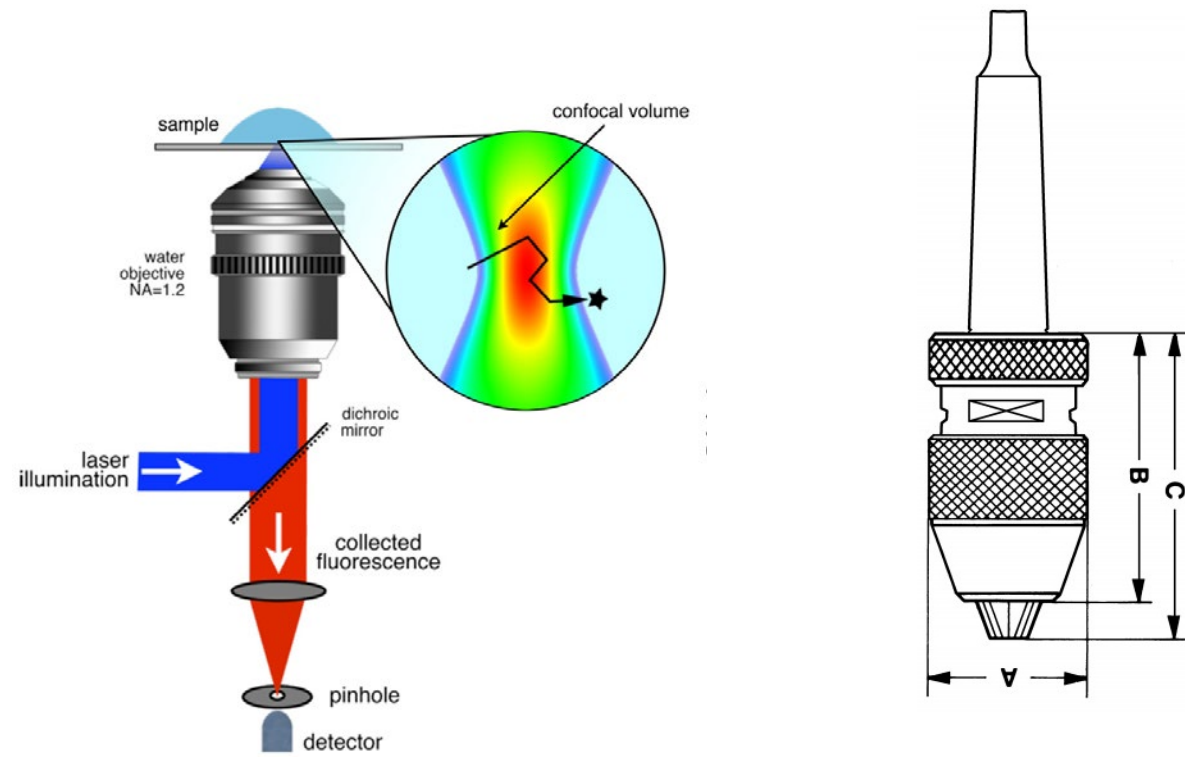 confocal volume
sample
water
objective
NA=1.2
dichroic
mirror
laser
illumination
collected
fluorescence
pinhole
detector
B
C
A